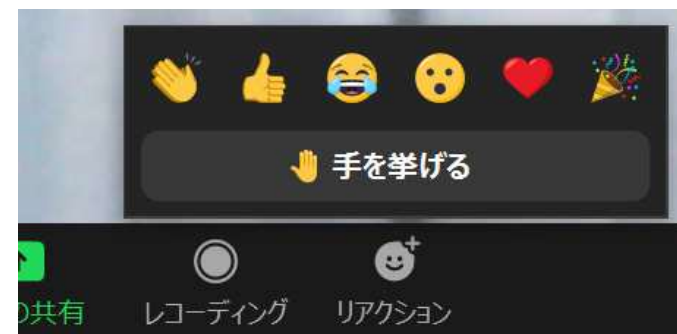 手を挙げる
の共有
レコーディング
リアクション